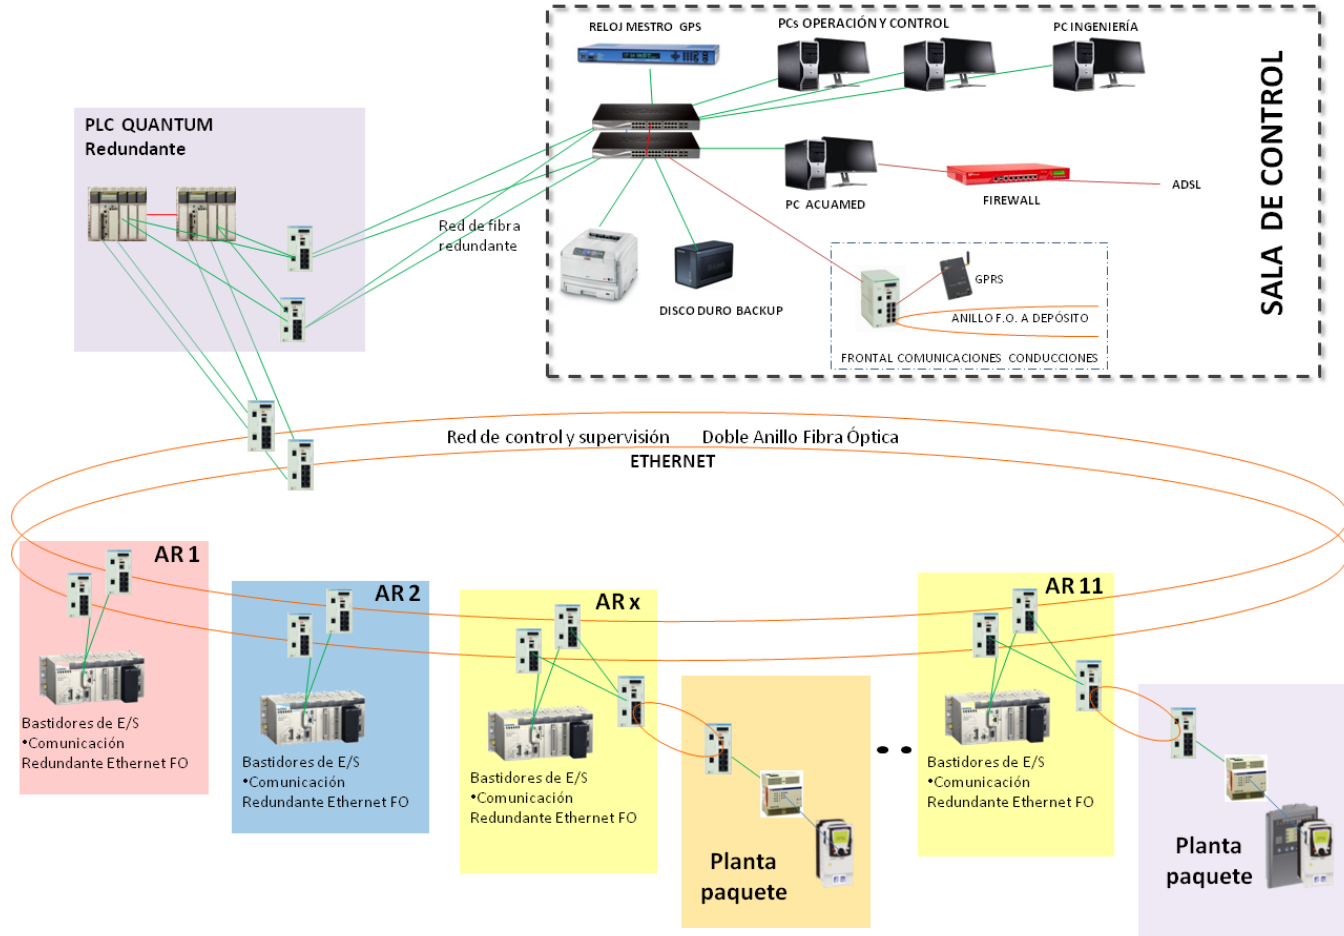 RELOJ MESTRO GPS
PCs OPERACIÓN Y CONTROL
PC INGENIERÍA
SALA DE CONTROL
PLC QUANTUM
Redundante
Red de fibra
redundante
PC ACUAMED
FIREWALL
ADSL
DISCO DURO BACKUP
GPRS
ANILLO F.O. A DEPÓSITO
FRONTAL COMUNICACIONES CONDUCCIONES
Red de control y supervisión Doble Anillo Fibra Óptica
ETHERNET
AR 1
Bastidores de E/S
•Comunicación
Redundante Ethernet FO
AR 2
Bastidores de E/S
•Comunicación
Redundante Ethernet FO
AR x
Bastidores de E/S
•Comunicación
Redundante Ethernet FO
Planta
paquete
AR 11
Bastidores de E/S
•Comunicación
Redundante Ethernet FO
Planta
paquete